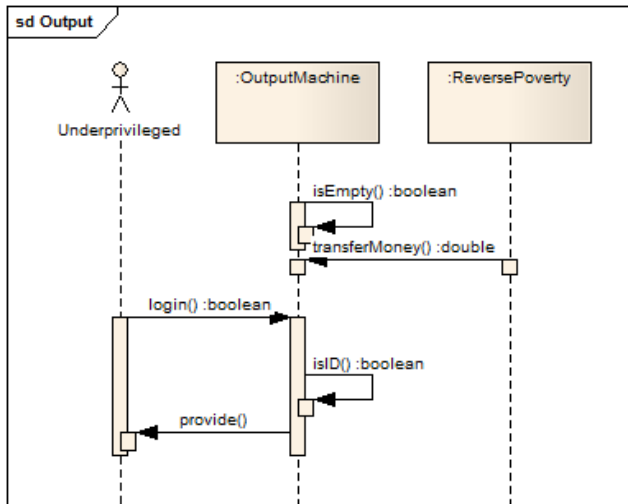 sd Output
:OutputMachine
:ReversePoverty
Underprivileged
isEmpty() :boolean
transferMoney() :double
login() :boolean
isID() :boolean
provide()